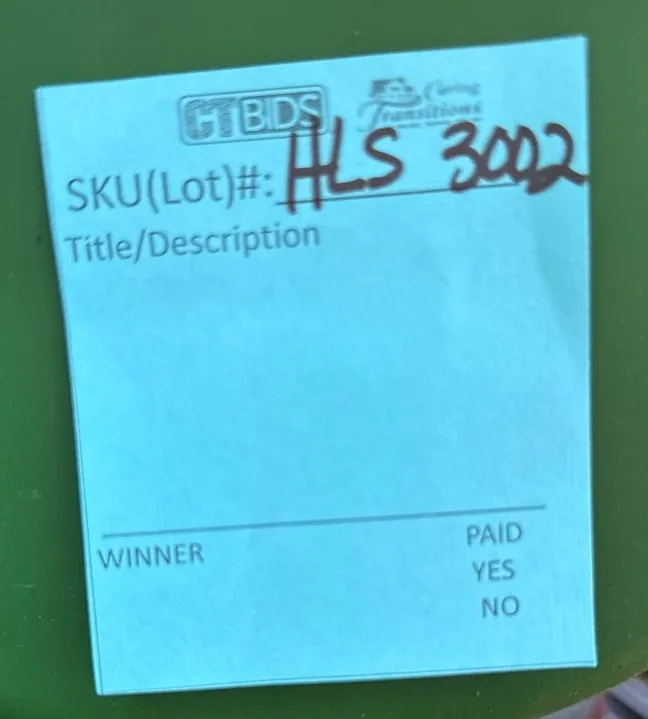 CTBIDS Caring Transitions
SKU(Lot)#: HLS 3002
Title/Description
WINNER PAID
YES
NO